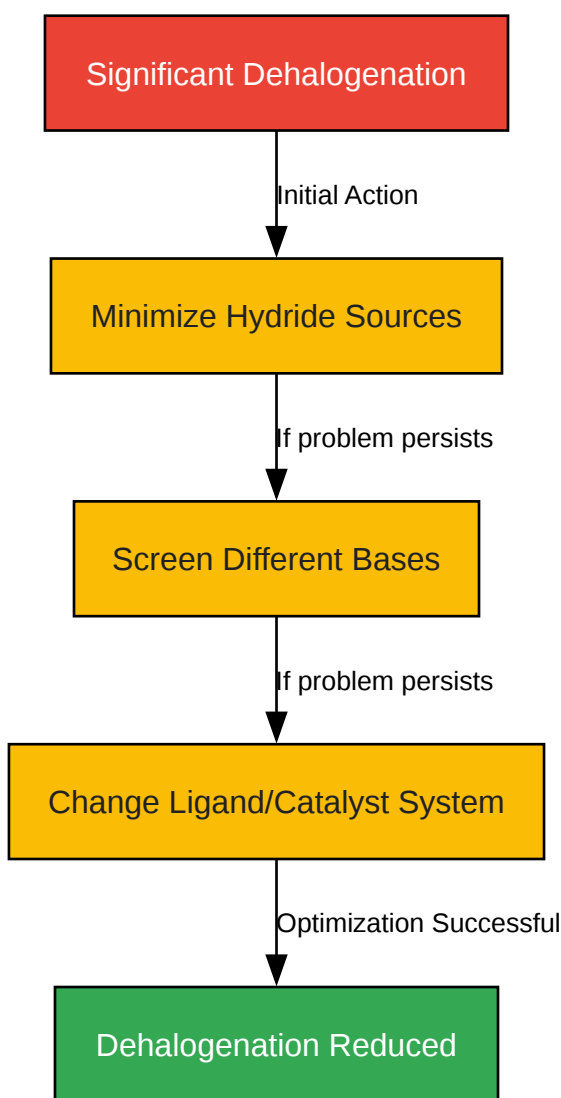 Significant Dehalogenation
Initial Action
Minimize Hydride Sources
If problem persists
Screen Different Bases
If problem persists
Change Ligand/Catalyst System
Optimization Successful
Dehalogenation Reduced